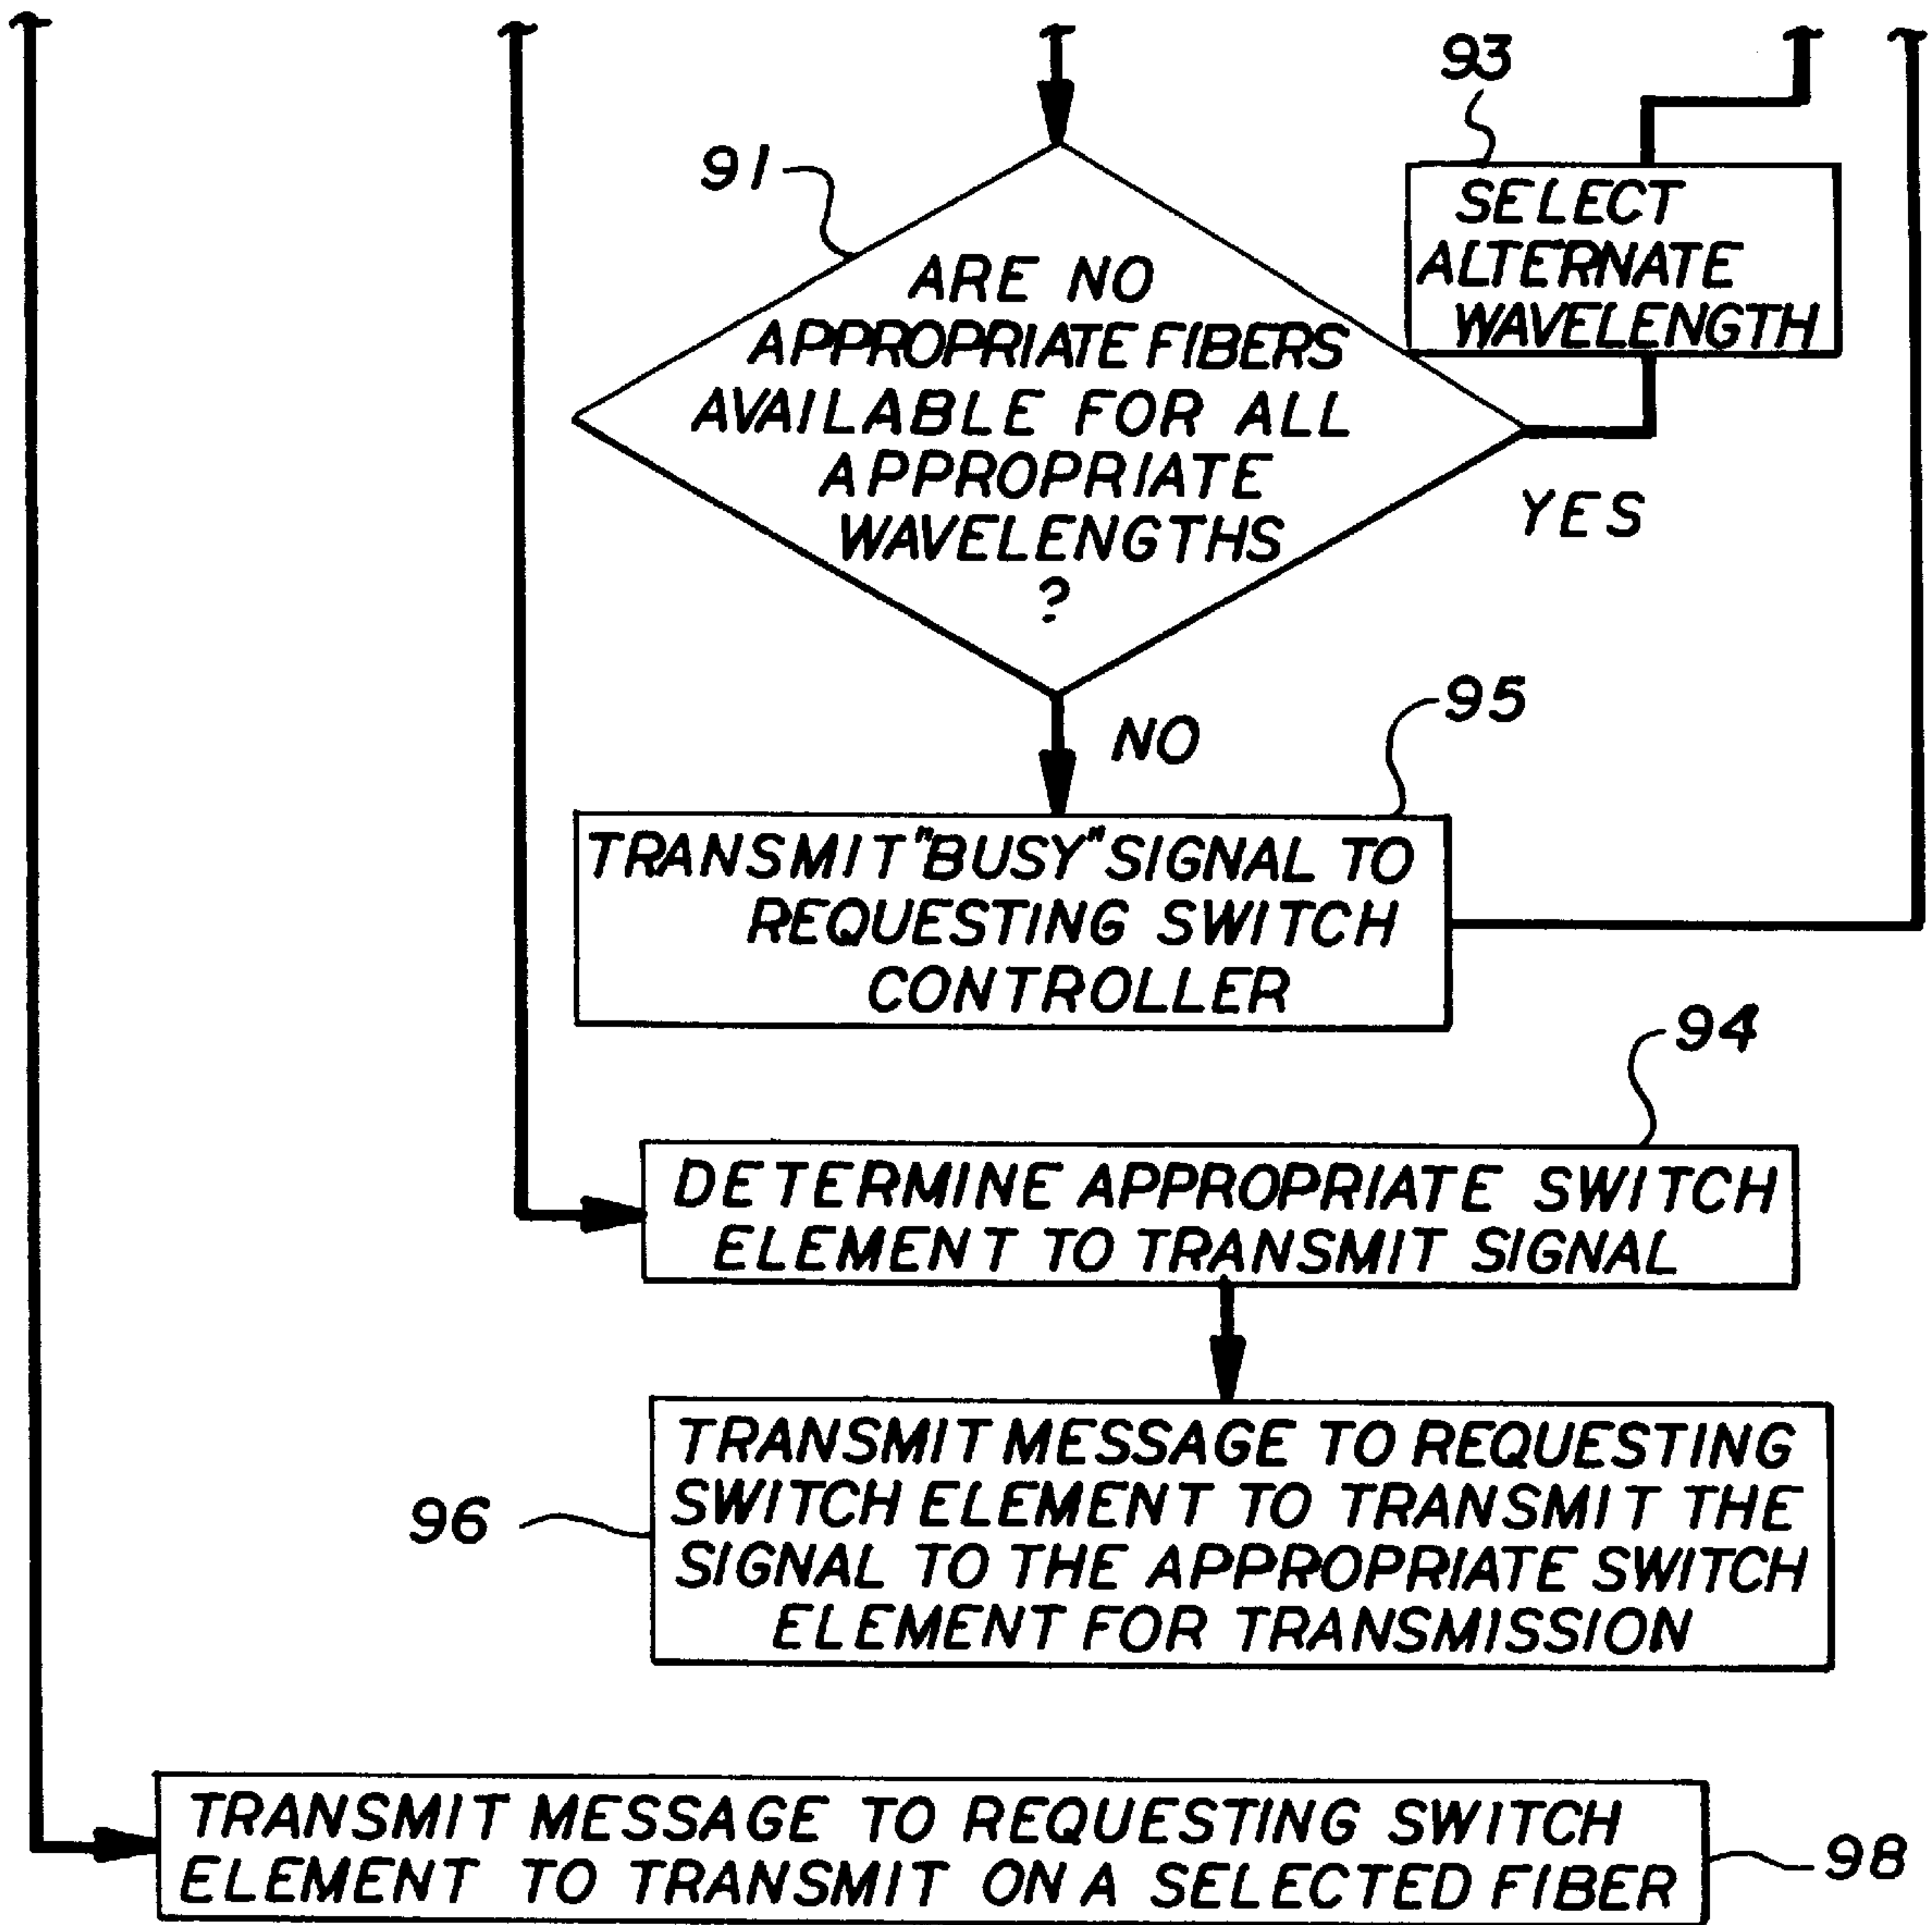 93
SELECT
ALTERNATE
WAVELENGTH
91
ARE NO
APPROPRIATE FIBERS
AVAILABLE FOR ALL
APPROPRIATE
WAVELENGTHS
?
YES
NO
95
TRANSMIT "BUSY" SIGNAL TO
REQUESTING SWITCH
CONTROLLER
94
DETERMINE APPROPRIATE SWITCH
ELEMENT TO TRANSMIT SIGNAL
96
TRANSMIT MESSAGE TO REQUESTING
SWITCH ELEMENT TO TRANSMIT THE
SIGNAL TO THE APPROPRIATE SWITCH
ELEMENT FOR TRANSMISSION
TRANSMIT MESSAGE TO REQUESTING SWITCH
ELEMENT TO TRANSMIT ON A SELECTED FIBER
98